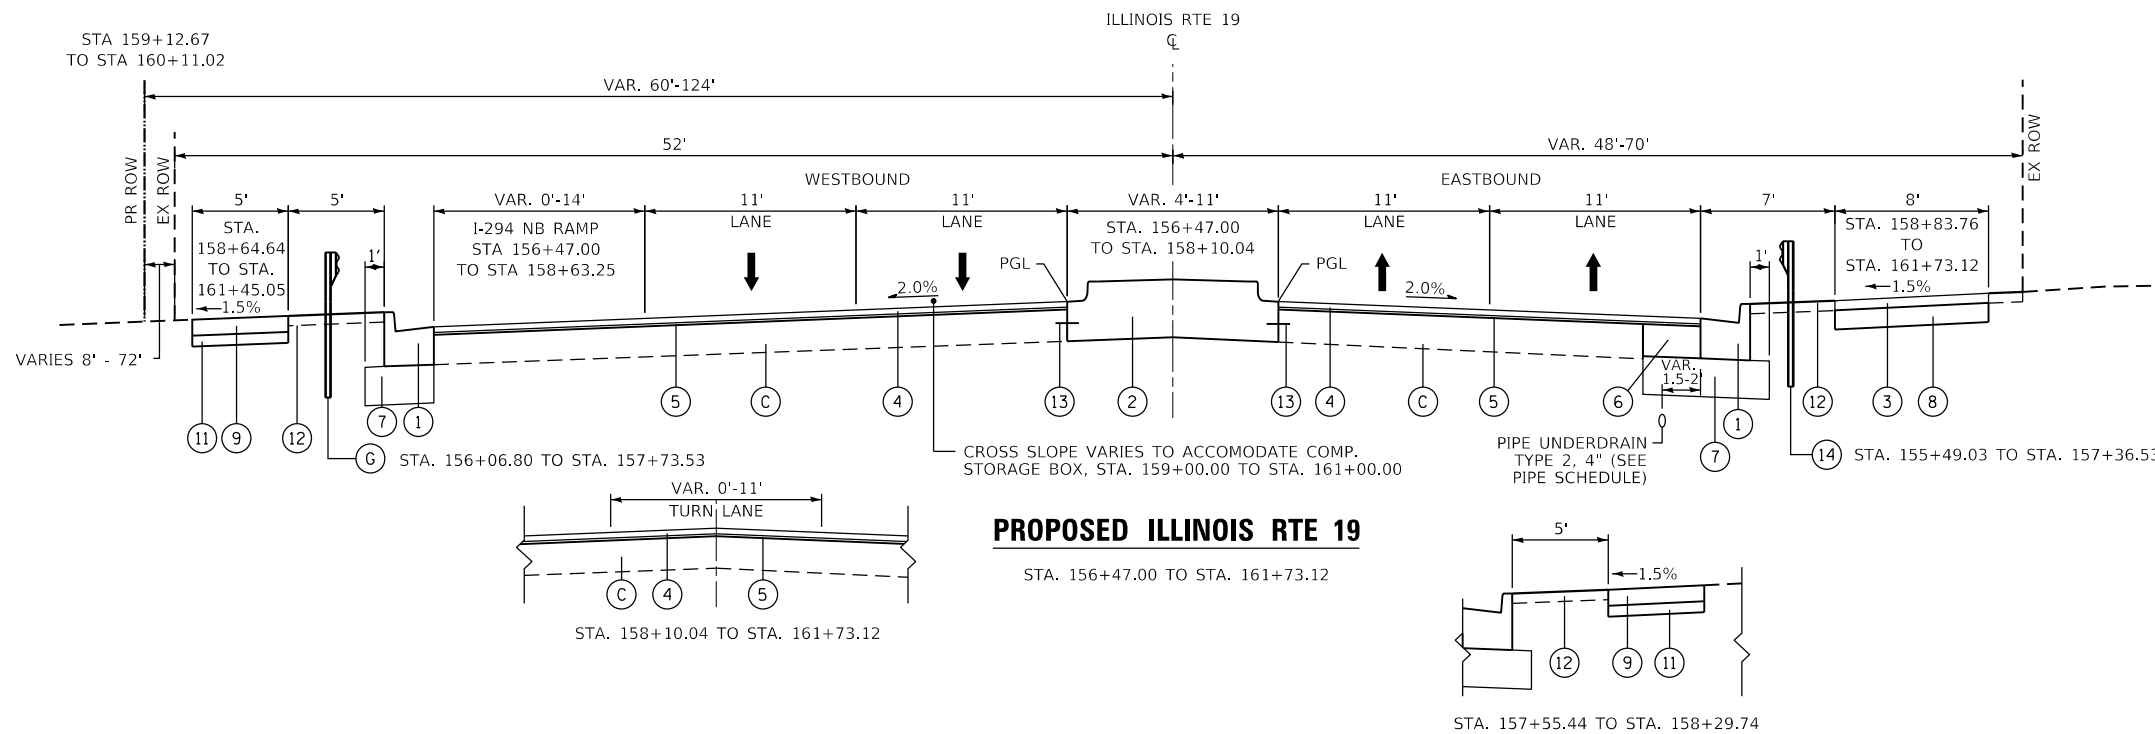 ILLINOIS RTE 19
CL
STA 159+12.67
TO STA 160+11.02
VAR. 60'-124'
52'
VAR. 48'-70'
PR ROW
EX ROW
EX ROW
WESTBOUND
EASTBOUND
5'
5'
VAR. 0'-14'
11'
11'
VAR. 4'-11'
11'
11'
7'
8'
STA.
158+64.64
TO STA.
161+45.05
1'
I-294 NB RAMP
STA 156+47.00
TO STA 158+63.25
LANE
LANE
STA. 156+47.00
TO STA. 158+10.04
LANE
LANE
STA. 158+83.76
TO
STA. 161+73.12
1'
PGL
PGL
1.5%
2.0%
2.0%
1.5%
VARIES 8' - 72'
VAR.
1.5-2'
11
9
12
7
1
5
C
4
13
2
13
4
C
5
6
7
1
12
3
8
G
STA. 156+06.80 TO STA. 157+73.53
CROSS SLOPE VARIES TO ACCOMODATE COMP.
STORAGE BOX, STA. 159+00.00 TO STA. 161+00.00
PIPE UNDERDRAIN
TYPE 2, 4" (SEE
PIPE SCHEDULE)
14
STA. 155+49.03 TO STA. 157+36.53
VAR. 0'-11'
TURN LANE
C
4
5
STA. 158+10.04 TO STA. 161+73.12
PROPOSED ILLINOIS RTE 19
STA. 156+47.00 TO STA. 161+73.12
5'
1.5%
12
9
11
STA. 157+55.44 TO STA. 158+29.74